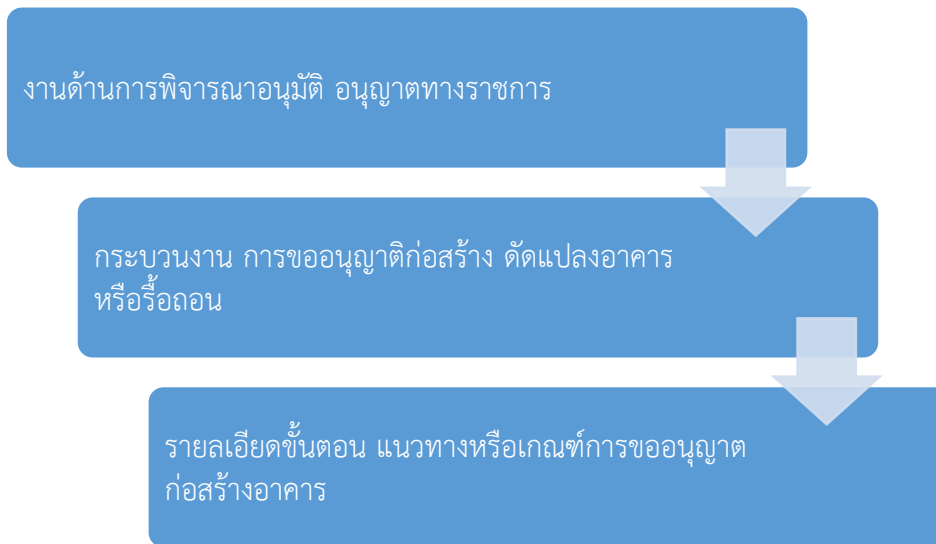 งานด้านการพิจารณาอนุมัติ อนุญาตทางราชการ
กระบวนงาน การขออนุญาติก่อสร้าง ดัดแปลงอาคาร
หรือรื้อถอน
รายลเอียดขั้นตอน แนวทางหรือเกณฑ์การขออนุญาต
ก่อสร้างอาคาร